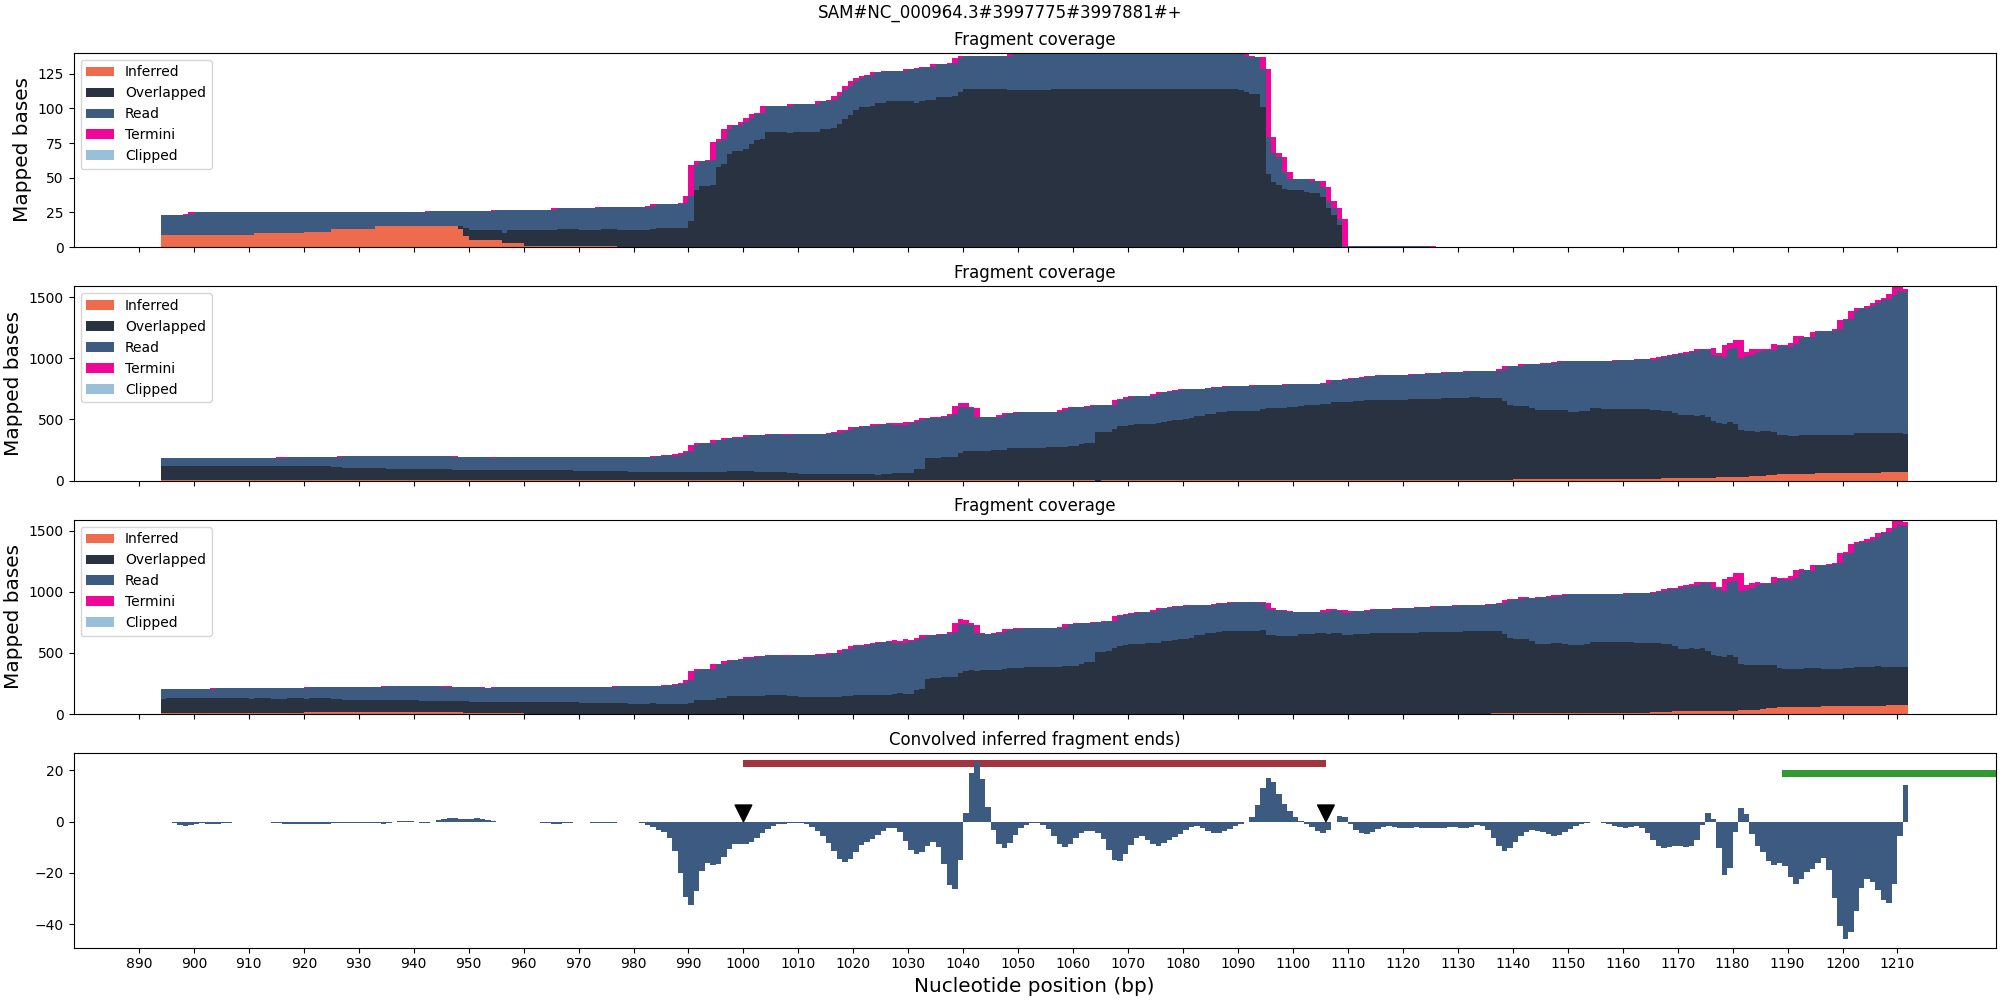 SAM#NC_000964.3#3997775#3997881#+
Fragment coverage
Mapped bases
125
100
75
50
25
0
Inferred
Overlapped
Read
Termini
Clipped
Fragment coverage
Mapped bases
1500
1000
500
0
Inferred
Overlapped
Read
Termini
Clipped
Fragment coverage
Mapped bases
1500
1000
500
0
Inferred
Overlapped
Read
Termini
Clipped
Convolved inferred fragment ends)
20
0
−20
−40
890 900 910 920 930 940 950 960 970 980 990 1000 1010 1020 1030 1040 1050 1060 1070 1080 1090 1100 1110 1120 1130 1140 1150 1160 1170 1180 1190 1200 1210
Nucleotide position (bp)